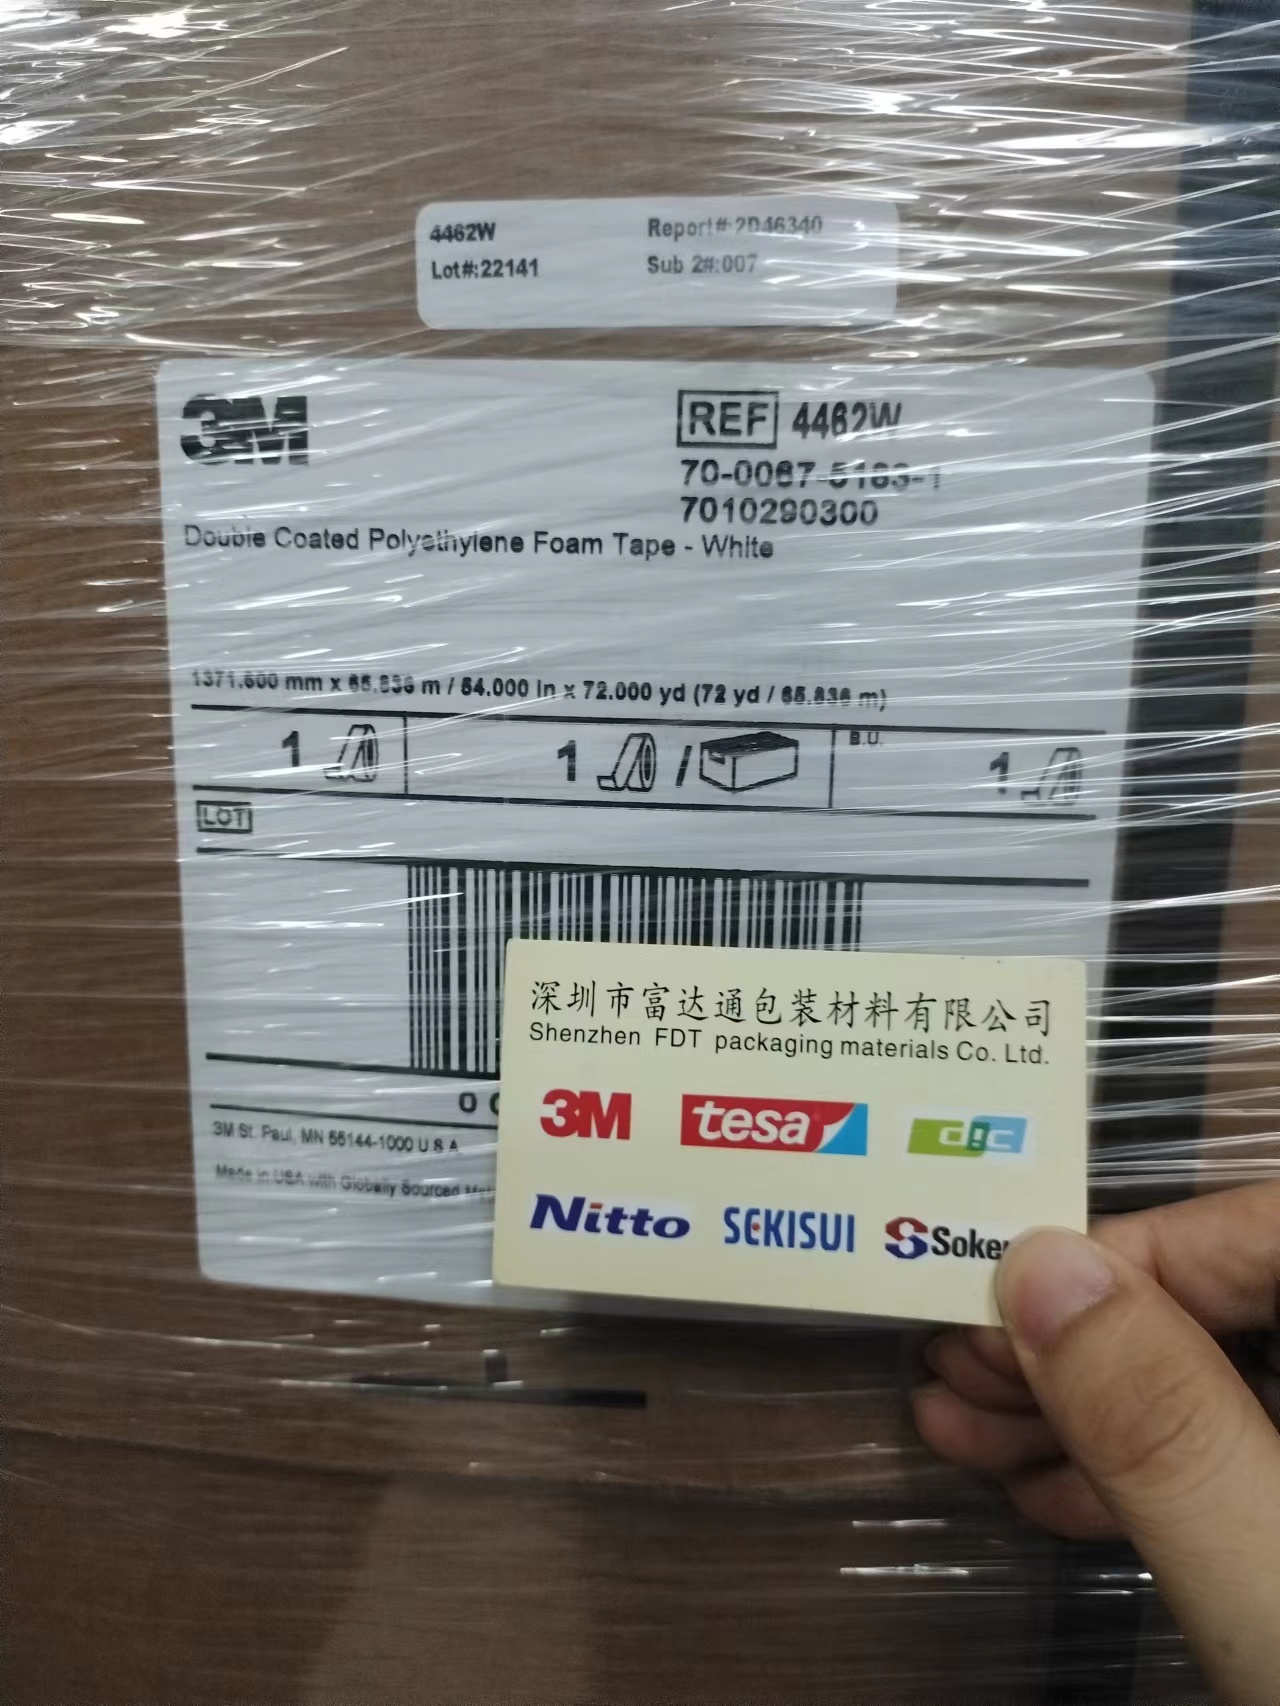 4462W
Report#:2D46340
Lot#:22141
Sub 2#:007
3M
REF 4462W
70-0067-5183-1
7010290300
Double Coated Polyethylene Foam Tape - White
1371.600 mm x 65.836 m / 54.000 in x 72.000 yd (72 yd / 65.836 m)
1
1 /
B.U.
1
LOT
0
3M St. Paul, MN 55144-1000 U S A
Made in USA with Globally Sourced
深圳市富达通包装材料有限公司
Shenzhen FDT packaging materials Co. Ltd.
3M tesa
Nitto SEKISUI